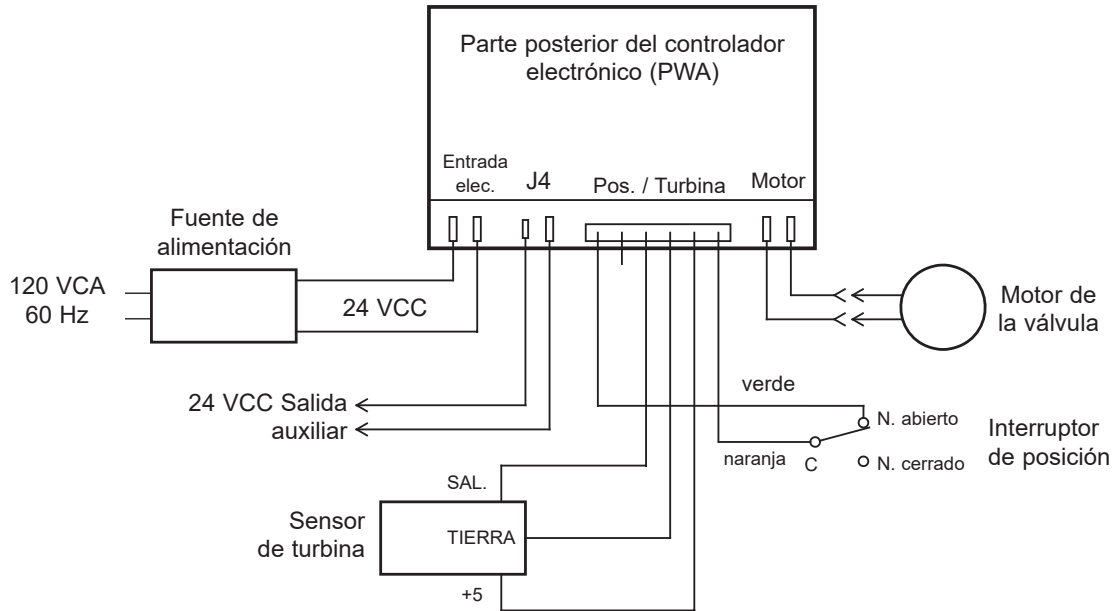 Parte posterior del controlador
electrónico (PWA)
Entrada
elec.
J4
Pos. / Turbina
Motor
Fuente de
alimentación
120 VCA
60 Hz
24 VCC
Motor de
la válvula
verde
24 VCC Salida
auxiliar
N. abierto
Interruptor
de posición
naranja
C
N. cerrado
SAL.
Sensor
de turbina
TIERRA
+5